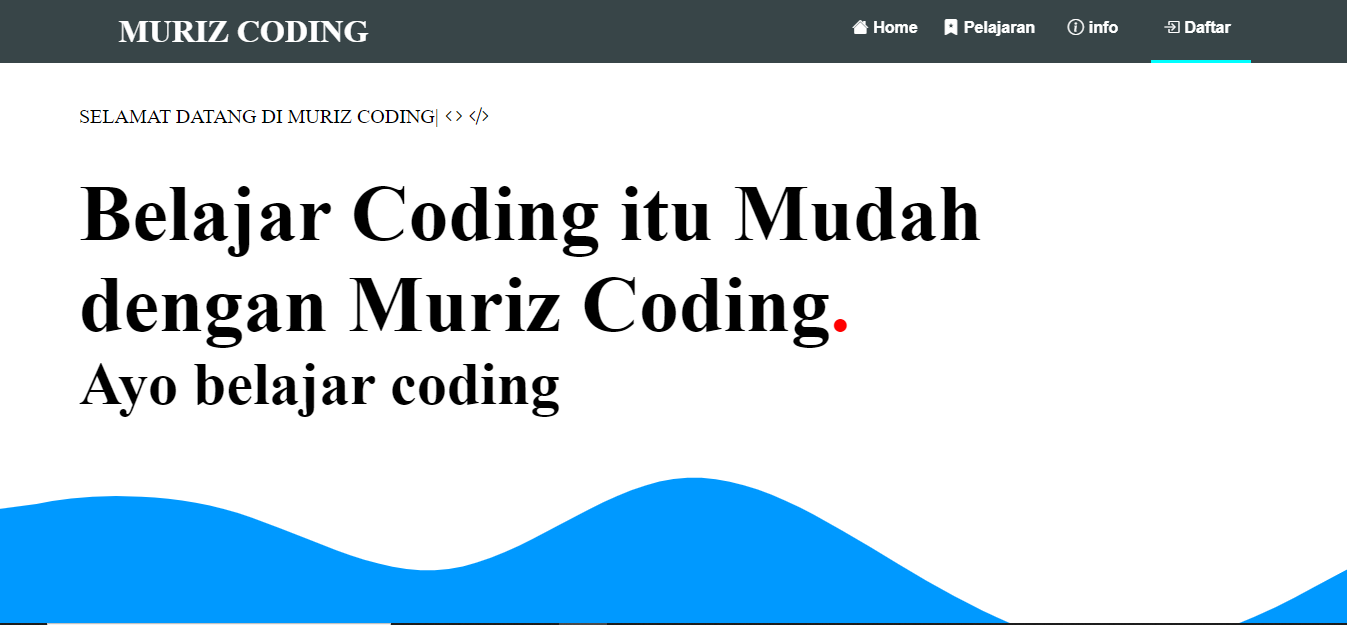 MURIZ CODING
Home Pelajaran info Daftar
SELAMAT DATANG DI MURIZ CODING| <> </>
Belajar Coding itu Mudah
dengan Muriz Coding.
Ayo belajar coding